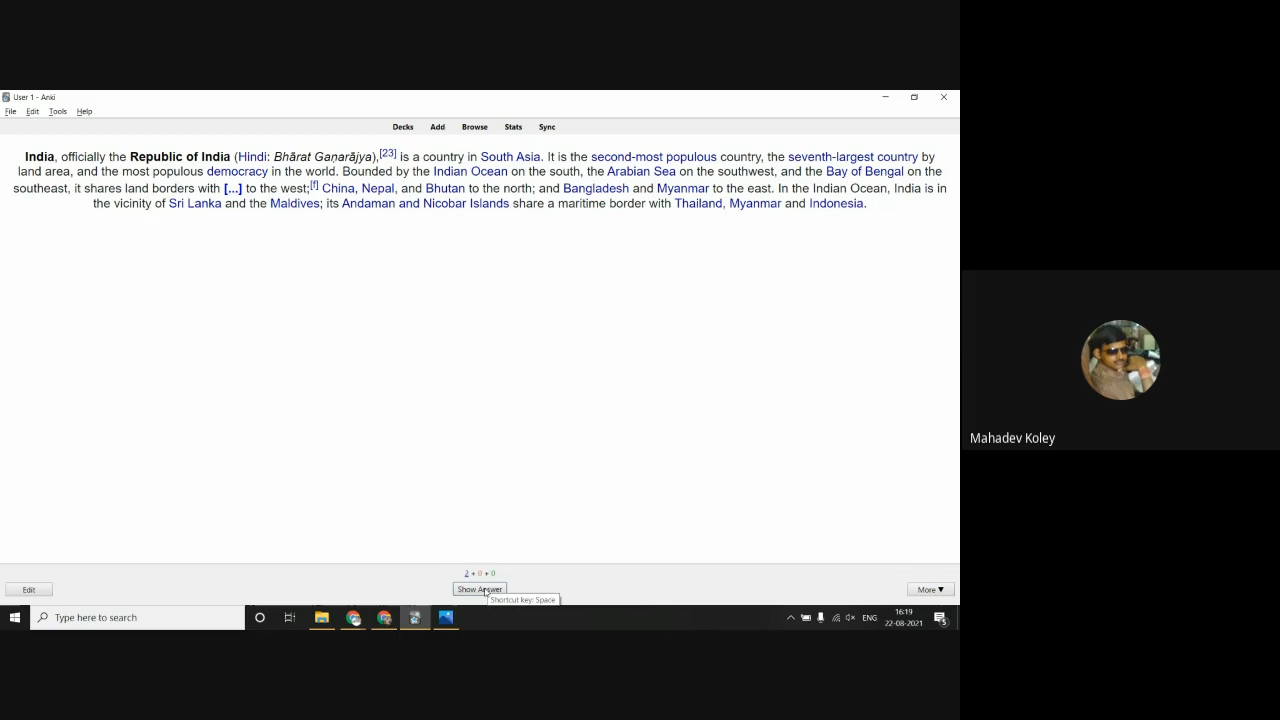 User 1 - Anki
File Edit Tools Help
Decks Add Browse Stats Sync
India, officially the Republic of India (Hindi: Bhārat Gaṇarājya),[23] is a country in South Asia. It is the second-most populous country, the seventh-largest country by
land area, and the most populous democracy in the world. Bounded by the Indian Ocean on the south, the Arabian Sea on the southwest, and the Bay of Bengal on the
southeast, it shares land borders with [...] to the west;[f] China, Nepal, and Bhutan to the north; and Bangladesh and Myanmar to the east. In the Indian Ocean, India is in
the vicinity of Sri Lanka and the Maldives; its Andaman and Nicobar Islands share a maritime border with Thailand, Myanmar and Indonesia.
Mahadev Koley
2 + 0 + 0
Edit Show Answer More ▼
Shortcut key: Space
Type here to search
ENG
16:19
22-08-2021
5